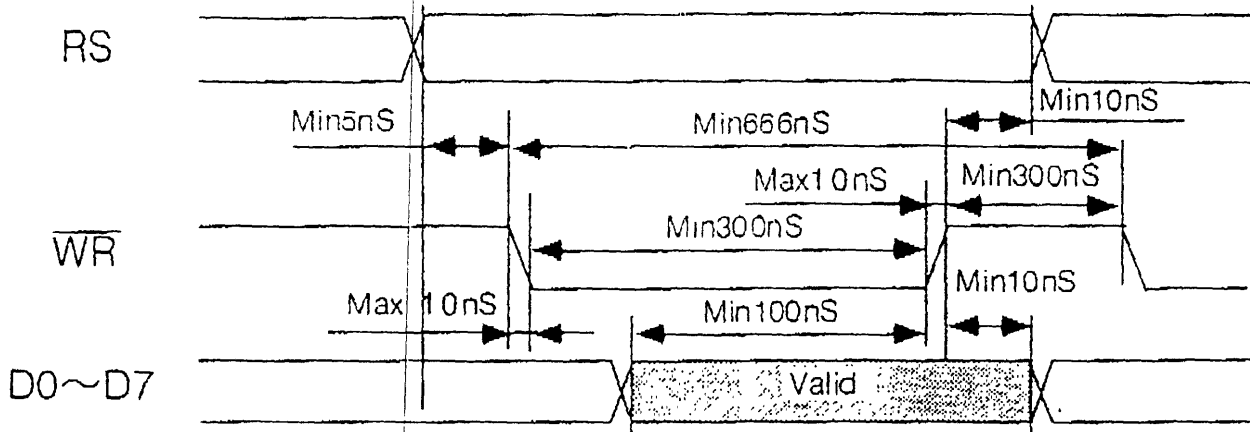 RS
Min5nS
Min666nS
Min10nS
Max10nS
Min300nS
WR
Min300nS
Max 10nS
Min100nS
Min10nS
D0～D7
Valid